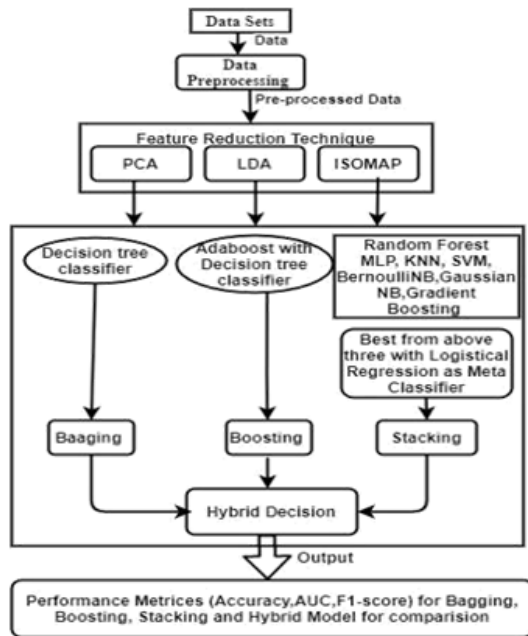 Data Sets
Data
Data
Preprocessing
Pre-processed Data
Feature Reduction Technique
PCA
LDA
ISOMAP
Decision tree
classifier
Adaboost with
Decision tree
classifier
Random Forest
MLP, KNN, SVM,
BernoulliNB,Gaussian
NB,Gradient
Boosting
Best from above
three with Logistical
Regression as Meta
Classifier
Baaging
Boosting
Stacking
Hybrid Decision
Output
Performance Metrices (Accuracy,AUC,F1-score) for Bagging,
Boosting, Stacking and Hybrid Model for comparision